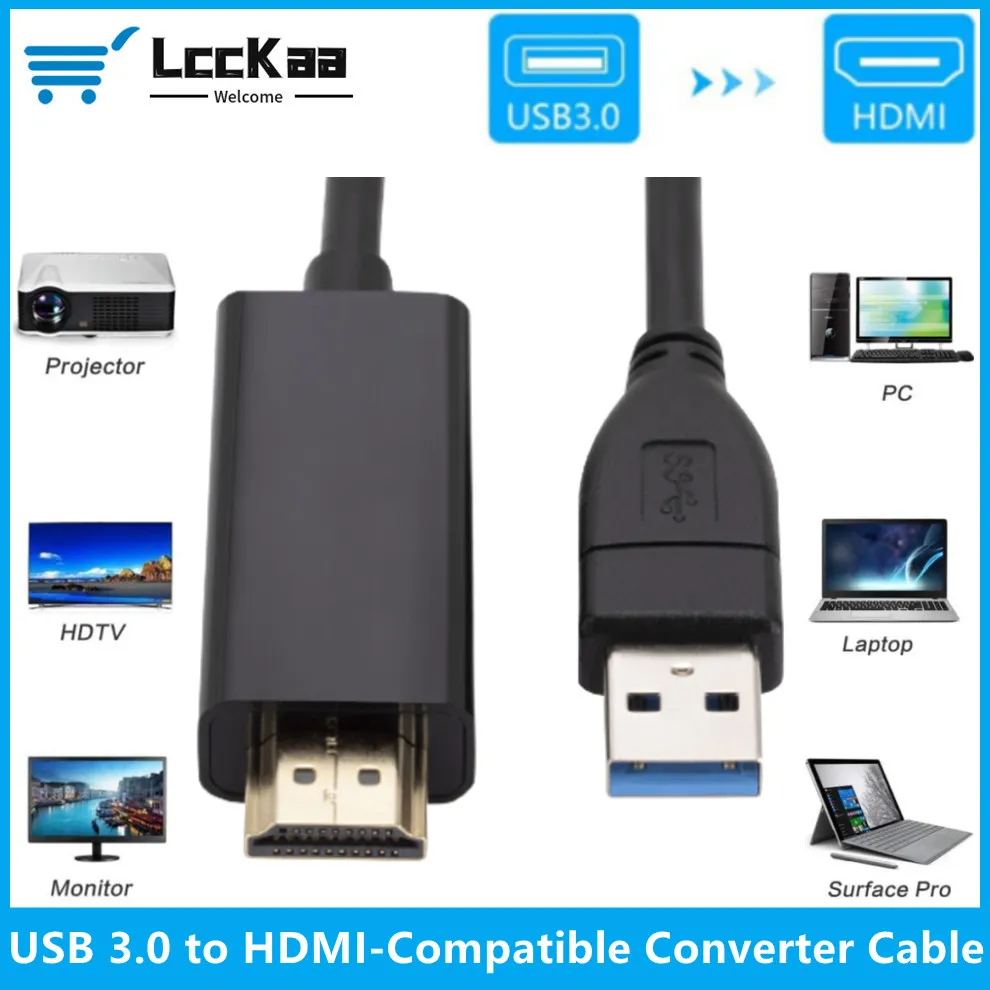 LccKaa
Welcome
USB3.0
HDMI
Projector
PC
HDTV
Laptop
Monitor
Surface Pro
USB 3.0 to HDMI-Compatible Converter Cable